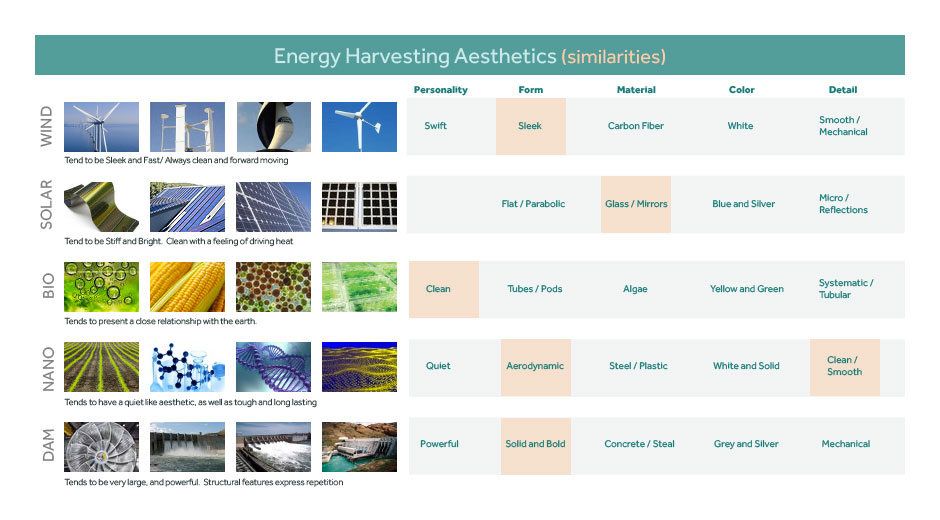 Energy Harvesting Aesthetics (similarities)
Personality Form Material Color Detail
WIND
Swift Sleek Carbon Fiber White Smooth /
Mechanical
Tend to be Sleek and Fast/ Always clean and forward moving
SOLAR
Flat / Parabolic Glass / Mirrors Blue and Silver Micro /
Reflections
Tend to be Stiff and Bright. Clean with a feeling of driving heat
BIO
Clean Tubes / Pods Algae Yellow and Green Systematic /
Tubular
Tends to present a close relationship with the earth.
NANO
Quiet Aerodynamic Steel / Plastic White and Solid Clean /
Smooth
Tends to have a quiet like aesthetic, as well as tough and long lasting
DAM
Powerful Solid and Bold Concrete / Steal Grey and Silver Mechanical
Tends to be very large, and powerful. Structural features express repetition